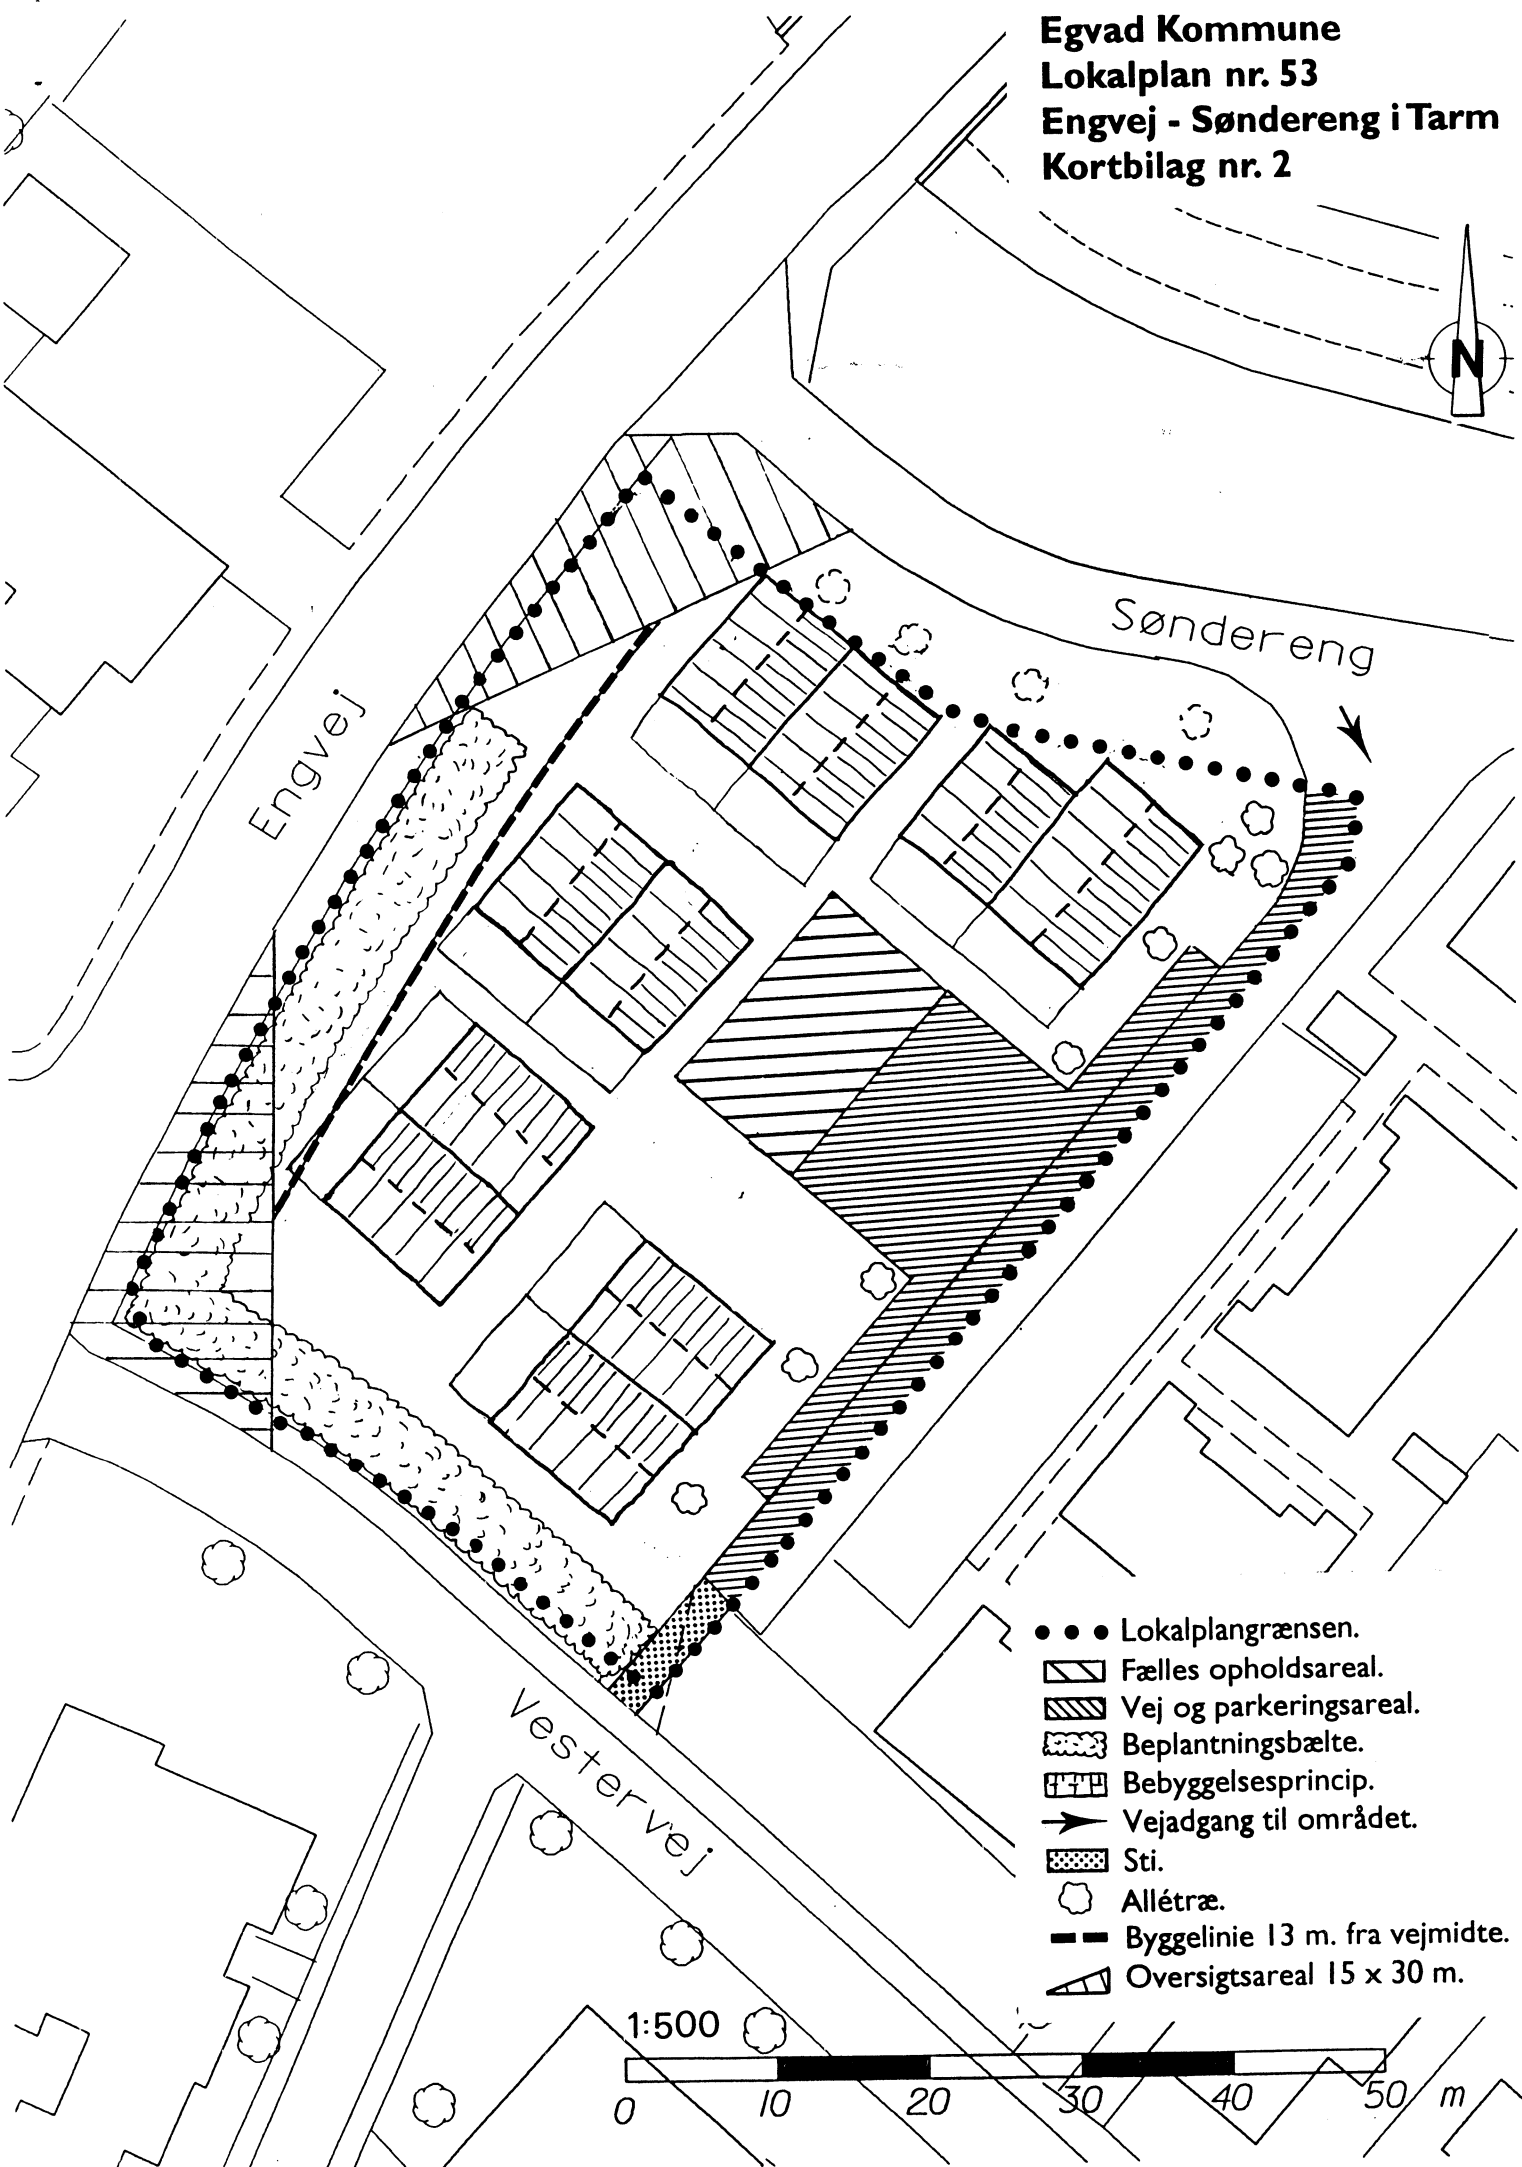 Egvad Kommune
Lokalplan nr. 53
Engvej - Søndereng i Tarm
Kortbilag nr. 2
N
Søndereng
Engvej
Vestervej
Lokalplangrænsen.
Fælles opholdsareal.
Vej og parkeringsareal.
Beplantningsbælte.
Bebyggelsesprincip.
Vejadgang til området.
Sti.
Allétræ.
Byggelinie 13 m. fra vejmidte.
Oversigtsareal 15 x 30 m.
1:500
0 10 20 30 40 50 m